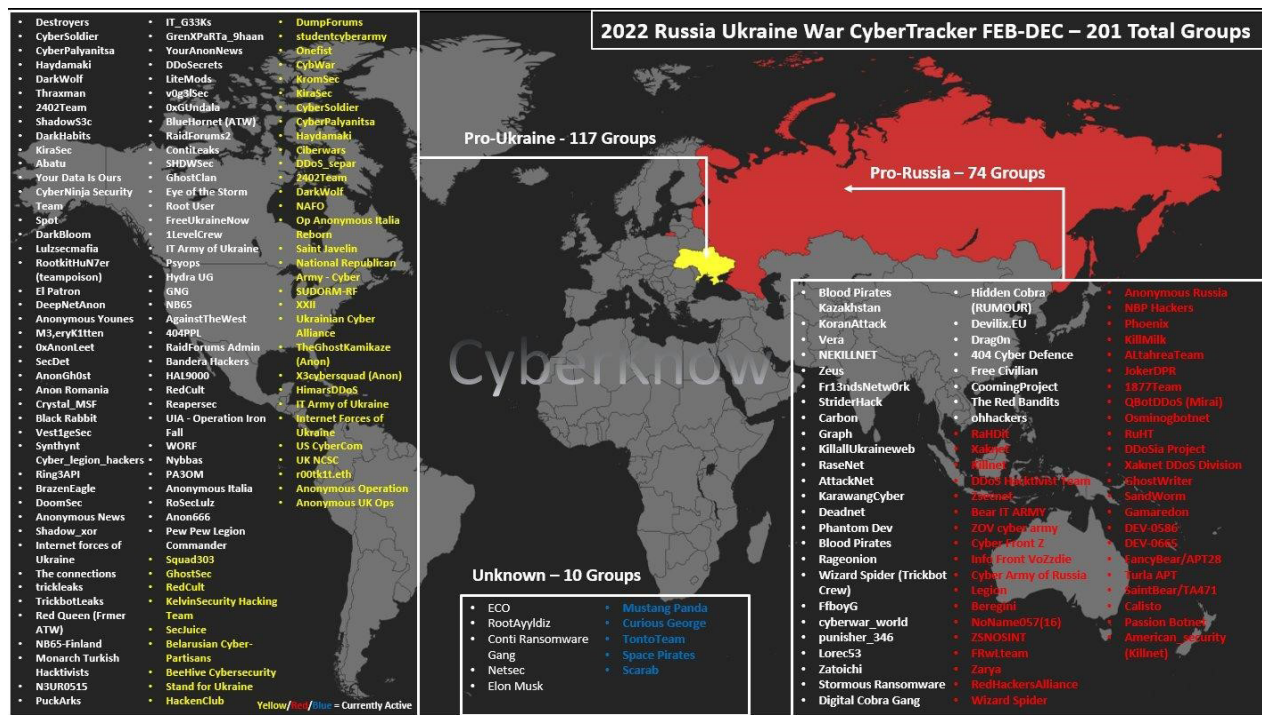 2022 Russia Ukraine War CyberTracker FEB-DEC – 201 Total Groups
Destroyers
CyberSoldier
CyberPalyanitsa
Haydamaki
DarkWolf
Thraxman
2402Team
ShadowS3c
DarkHabits
KiraSec
Abatu
Your Data Is Ours
CyberNinja Security
Team
Spot
DarkBloom
Lulzsecmafia
RootkitHuN7er
(teampoison)
El Patron
DeepNetAnon
Anonymous Younes
M3,eryK1tten
0xAnonLeet
SecDet
AnonGh0st
Anon Romania
Crystal_MSF
Black Rabbit
Vest1geSec
Synthynt
Cyber_legion_hackers
Ring3API
BrazenEagle
DoomSec
Anonymous News
Shadow_xor
Internet forces of
Ukraine
The connections
trickleaks
TrickbotLeaks
Red Queen (Frmer
ATW)
NB65-Finland
Monarch Turkish
Hacktivists
N3UR0515
PuckArks
IT_G33Ks
GrenXPaRTa_9haan
YourAnonNews
DDoSecrets
LiteMods
v0g3lSec
0xGUndala
BlueHornet (ATW)
RaidForums2
ContiLeaks
SHDWSec
GhostClan
Eye of the Storm
Root User
FreeUkraineNow
1LevelCrew
IT Army of Ukraine
Psyops
Hydra UG
GNG
NB65
AgainstTheWest
404PPL
RaidForums Admin
Bandera Hackers
HAL9000
RedCult
Reapersec
UIA - Operation Iron
Fall
WORF
Nybbas
PA3OM
Anonymous Italia
RoSecLulz
Anon666
Pew Pew Legion
Commander
Squad303
GhostSec
RedCult
KelvinSecurity Hacking
Team
SecJuice
Belarusian Cyber-
Partisans
BeeHive Cybersecurity
Stand for Ukraine
HackenClub
DumpForums
studentcyberarmy
Onefist
CybWar
KromSec
KiraSec
CyberSoldier
CyberPalyanitsa
Haydamaki
Ciberwars
DDoS_separ
2402Team
DarkWolf
NAFO
Op Anonymous Italia
Reborn
Saint Javelin
National Republican
Army - Cyber
SUDORM-RF
XXII
Ukrainian Cyber
Alliance
TheGhostKamikaze
(Anon)
X3cybersquad (Anon)
HimarsDDoS
IT Army of Ukraine
Internet Forces of
Ukraine
US CyberCom
UK NCSC
r00tk1t.eth
Anonymous Operation
Anonymous UK Ops
Yellow/Red/Blue = Currently Active
Pro-Ukraine - 117 Groups
Pro-Russia – 74 Groups
CyberKnow
Unknown – 10 Groups
ECO
RootAyyldiz
Conti Ransomware
Gang
Netsec
Elon Musk
Mustang Panda
Curious George
TontoTeam
Space Pirates
Scarab
Blood Pirates
Kazakhstan
KoranAttack
Vera
NEKILLNET
Zeus
Fr13ndsNetw0rk
StriderHack
Carbon
Graph
KillallUkraineweb
RaseNet
AttackNet
KarawangCyber
Deadnet
Phantom Dev
Blood Pirates
Rageonion
Wizard Spider (Trickbot
Crew)
FfboyG
cyberwar_world
punisher_346
Lorec53
Zatoichi
Stormous Ransomware
Digital Cobra Gang
Hidden Cobra
(RUMOUR)
Devilix.EU
Drag0n
404 Cyber Defence
Free Civilian
CoomingProject
The Red Bandits
ohhackers
RaHDit
Xaknet
Killnet
DDoS Hacktivist Team
Zsecnet
Bear IT ARMY
ZOV cyber army
Cyber Front Z
Info Front VoZrdie
Cyber Army of Russia
Legion
Beregini
NoName057(16)
ZSNOSINT
FRwLteam
Zarya
RedHackersAlliance
Wizard Spider
Anonymous Russia
NBP Hackers
Phoenix
KillMilk
ALtahreaTeam
JokerDPR
1877Team
QBotDDoS (Mirai)
Osminogbotnet
RuHT
DDoSia Project
Xaknet DDoS Division
GhostWriter
SandWorm
Gamaredon
DEV-0586
DEV-0665
FancyBear/APT28
Turla APT
SaintBear/TA471
Calisto
Passion Botnet
American_security
(Killnet)